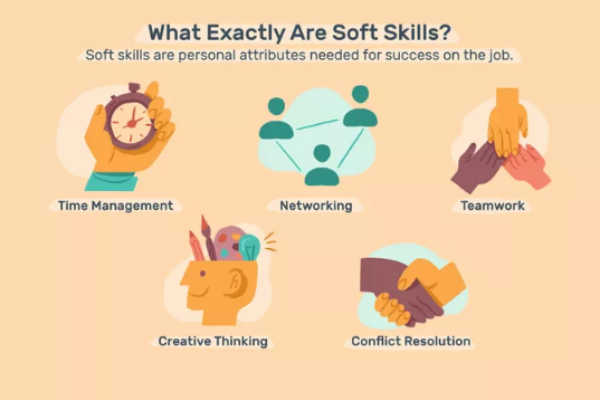 What Exactly Are Soft Skills?
Soft skills are personal attributes needed for success on the job.
Time Management
Networking
Teamwork
Creative Thinking
Conflict Resolution